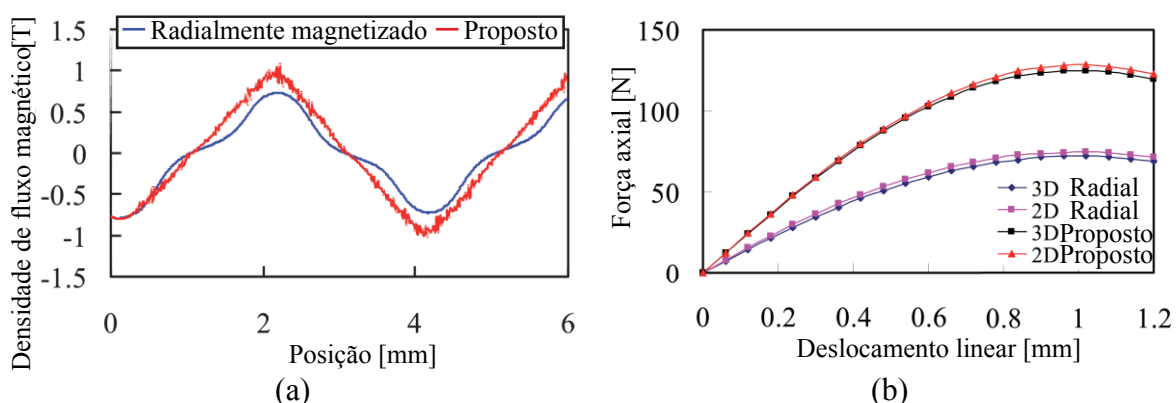 Densidade de fluxo magnético[T]
1.5
1
0.5
0
-0.5
-1
-1.5
Radialmente magnetizado
Proposto
0
2
4
6
Posição [mm]
(a)
Força axial [N]
150
100
50
0
3D Radial
2D Radial
3DProposto
2DProposto
0
0.2
0.4
0.6
0.8
1
1.2
Deslocamento linear [mm]
(b)